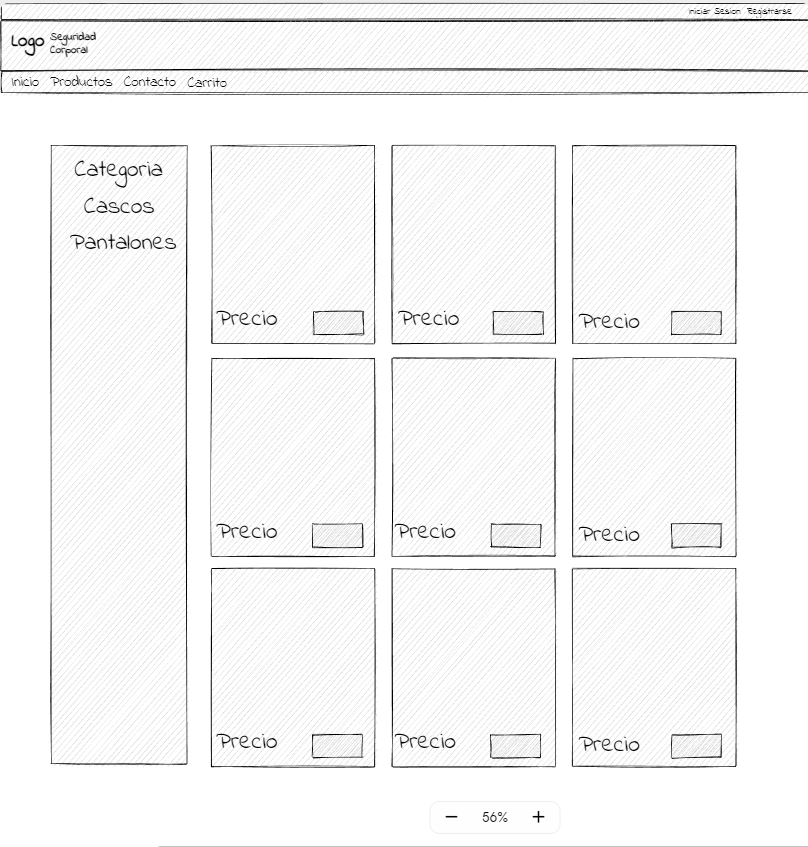 Iniciar Sesion Registrarse
Logo Seguridad
Corporal
Inicio Productos Contacto Carrito
Categoria
Cascos
Pantalones
Precio Precio Precio
Precio Precio Precio
Precio Precio Precio
− 56% +